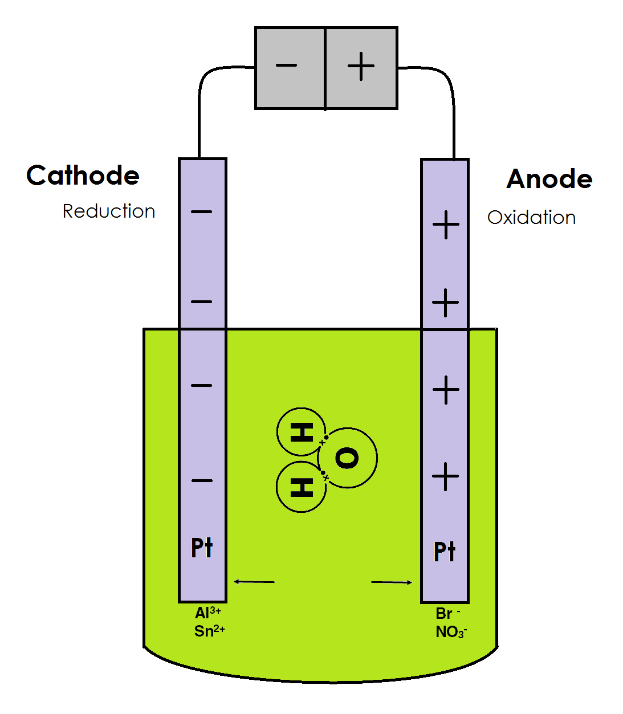 − +
Cathode
Reduction
Anode
Oxidation
−
−
−
−
+
+
+
+
H
H
O
Pt
Pt
Al³⁺
Sn²⁺
Br ⁻
NO₃⁻